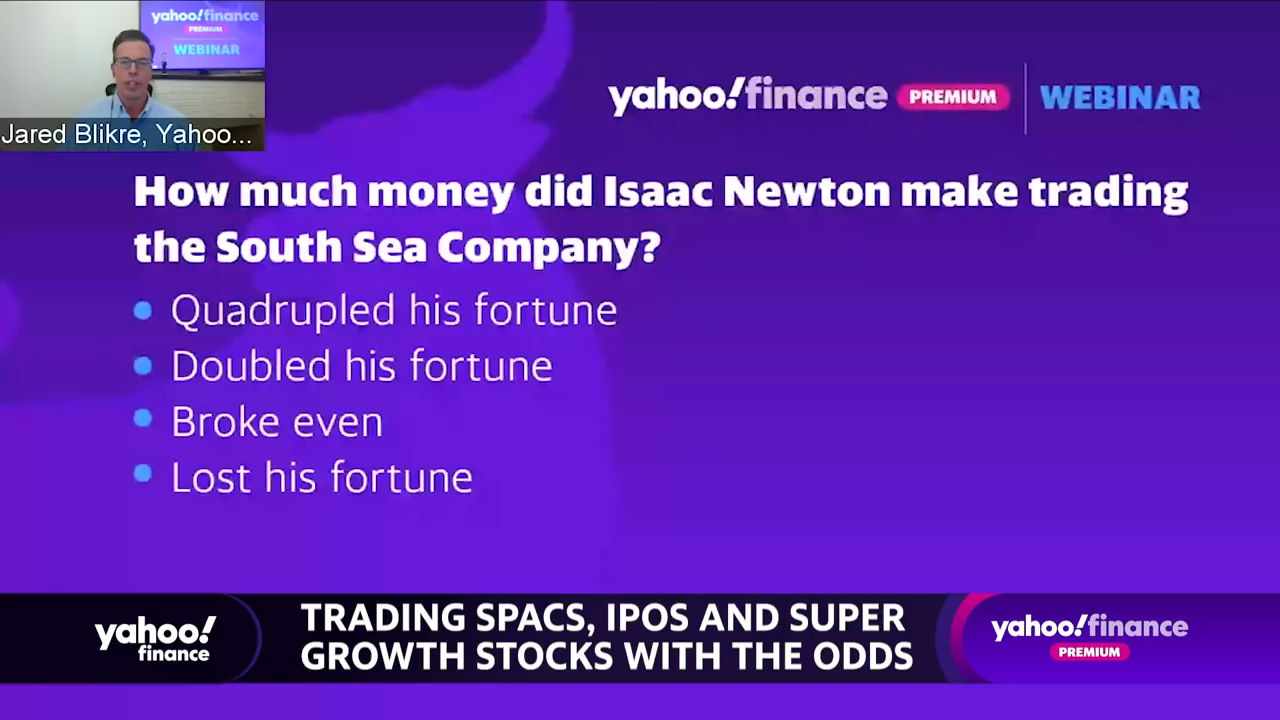 yahoo!finance
PREMIUM
WEBINAR
Jared Blikre, Yahoo...
yahoo!finance PREMIUM WEBINAR
How much money did Isaac Newton make trading
the South Sea Company?
Quadrupled his fortune
Doubled his fortune
Broke even
Lost his fortune
yahoo!
finance
TRADING SPACS, IPOS AND SUPER
GROWTH STOCKS WITH THE ODDS
yahoo!finance
PREMIUM